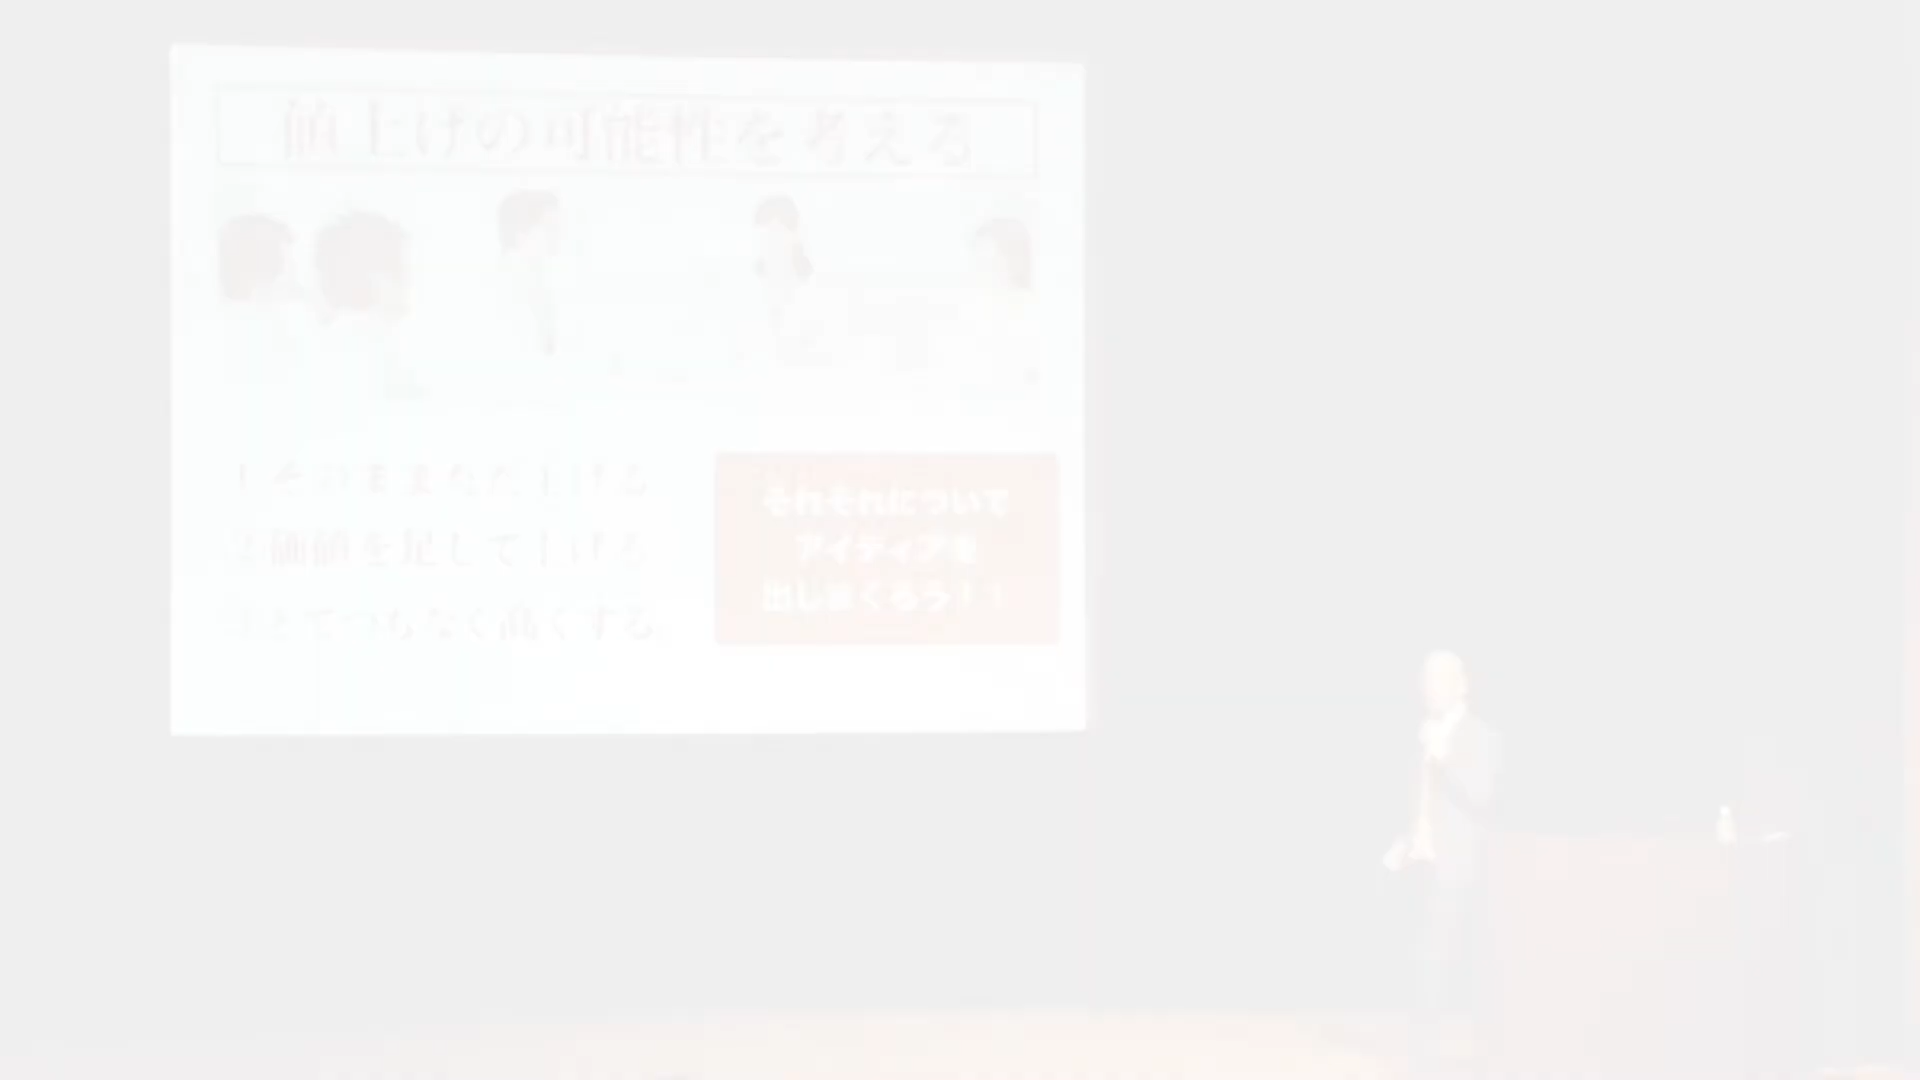 値上げの可能性を考える
1 そのままただ上げる
2 価値を足して上げる
3 とてつもなく高くする
それぞれについて
アイディアを
出しまくろう！！